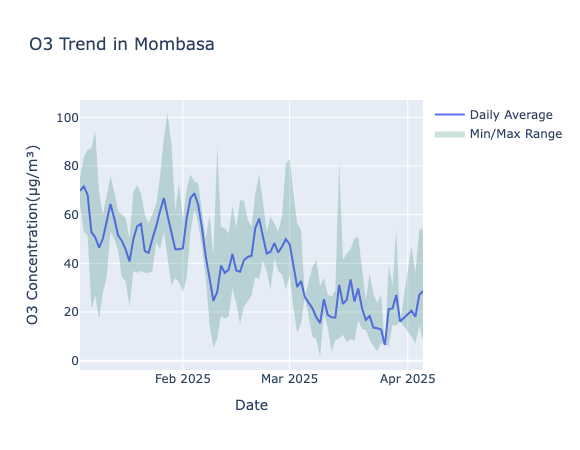 O3 Trend in Mombasa
Daily Average
Min/Max Range
O3 Concentration(µg/m³)
100
80
60
40
20
0
Feb 2025
Mar 2025
Apr 2025
Date